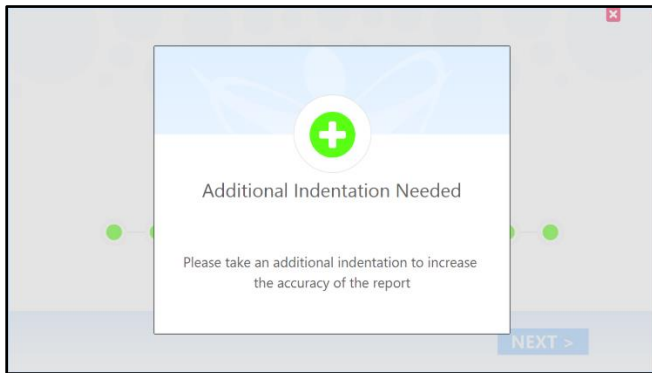 Additional Indentation Needed
Please take an additional indentation to increase
the accuracy of the report
NEXT >